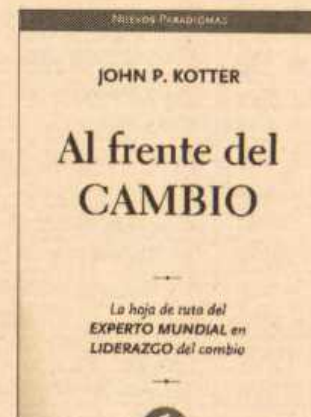 NUEVOS PARADIGMAS
JOHN P. KOTTER
Al frente del
CAMBIO
La hoja de ruta del
EXPERTO MUNDIAL en
LIDERAZGO del cambio